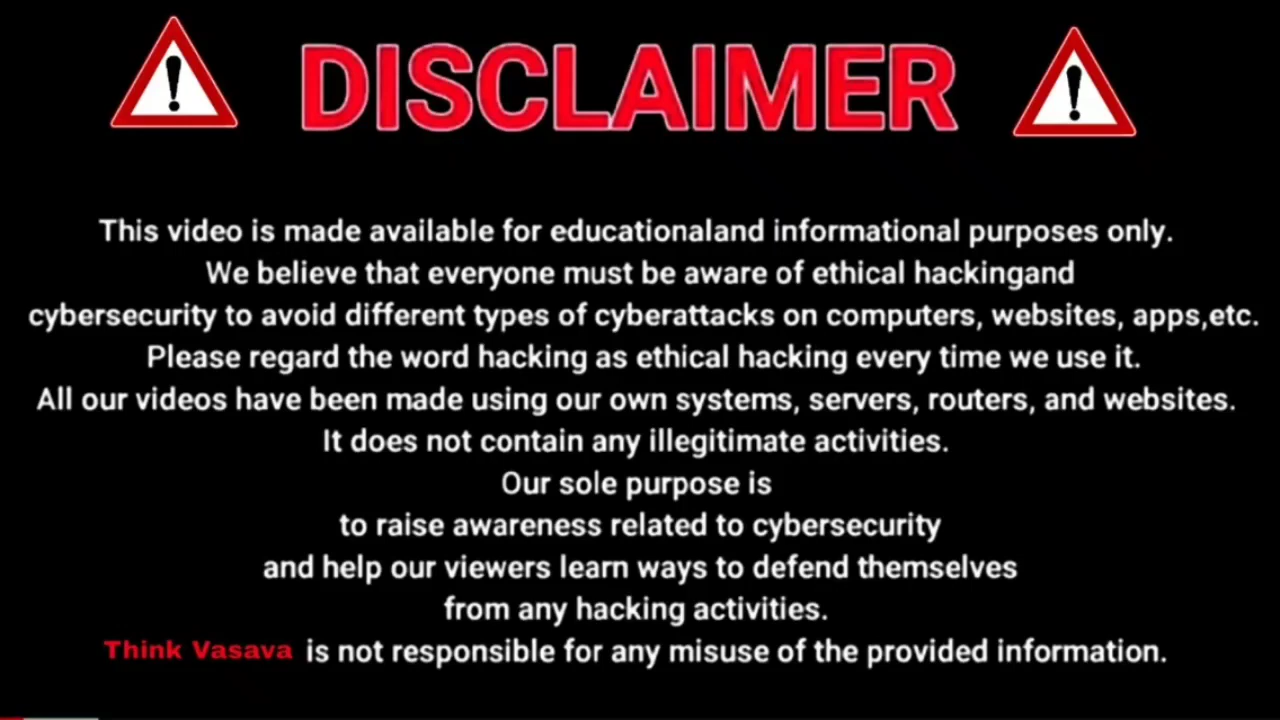 DISCLAIMER
This video is made available for educationaland informational purposes only.
We believe that everyone must be aware of ethical hackingand
cybersecurity to avoid different types of cyberattacks on computers, websites, apps,etc.
Please regard the word hacking as ethical hacking every time we use it.
All our videos have been made using our own systems, servers, routers, and websites.
It does not contain any illegitimate activities.
Our sole purpose is
to raise awareness related to cybersecurity
and help our viewers learn ways to defend themselves
from any hacking activities.
Think Vasava is not responsible for any misuse of the provided information.